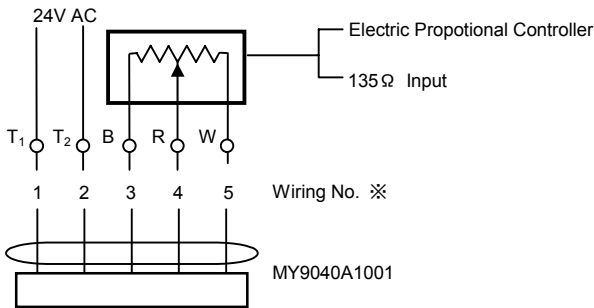 24V AC
Electric Propotional Controller
135Ω Input
T₁ T₂ B R W
1 2 3 4 5 Wiring No. ※
MY9040A1001